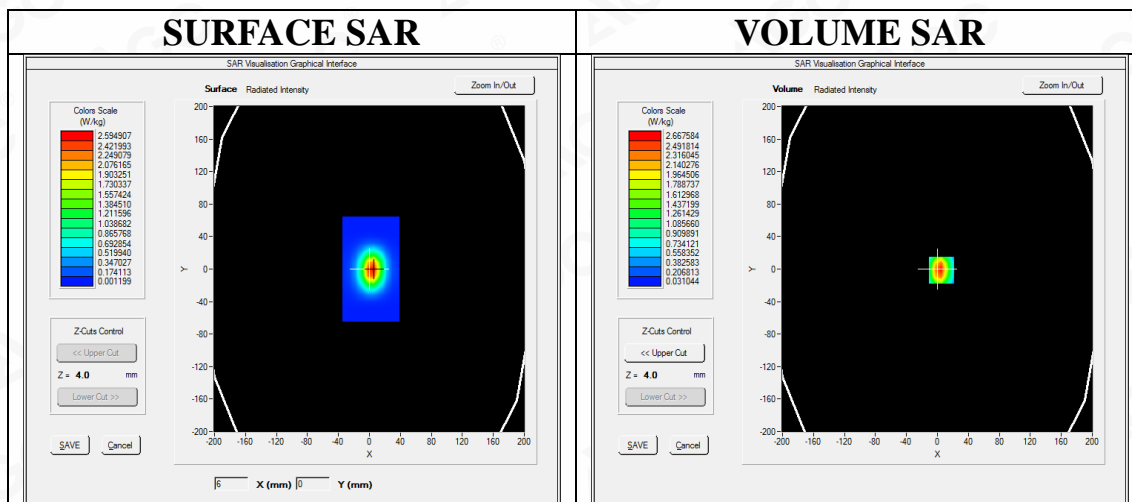 SURFACE SAR
SAR Visualisation Graphical Interface
Surface Radiated Intensity
Zoom In/Out
Colors Scale
(W/kg)
2.594907
2.421993
2.249079
2.076165
1.903251
1.730337
1.557424
1.384510
1.211596
1.038682
0.865768
0.692854
0.519940
0.347027
0.174113
0.001199
200
160
120
80
40
0
-40
-80
-120
-160
-200
Y
-200 -160 -120 -80 -40 0 40 80 120 160 200
X
Z-Cuts Control
<< Upper Cut
Z = 4.0 mm
Lower Cut >>
SAVE Cancel
6 X (mm) 0 Y (mm)
VOLUME SAR
SAR Visualisation Graphical Interface
Volume Radiated Intensity
Zoom In/Out
Colors Scale
(W/kg)
2.667584
2.491814
2.316045
2.140276
1.964506
1.788737
1.612968
1.437199
1.261429
1.085660
0.909891
0.734121
0.558352
0.382583
0.206813
0.031044
200
160
120
80
40
0
-40
-80
-120
-160
-200
Y
-200 -160 -120 -80 -40 0 40 80 120 160 200
X
Z-Cuts Control
<< Upper Cut
Z = 4.0 mm
Lower Cut >>
SAVE Cancel